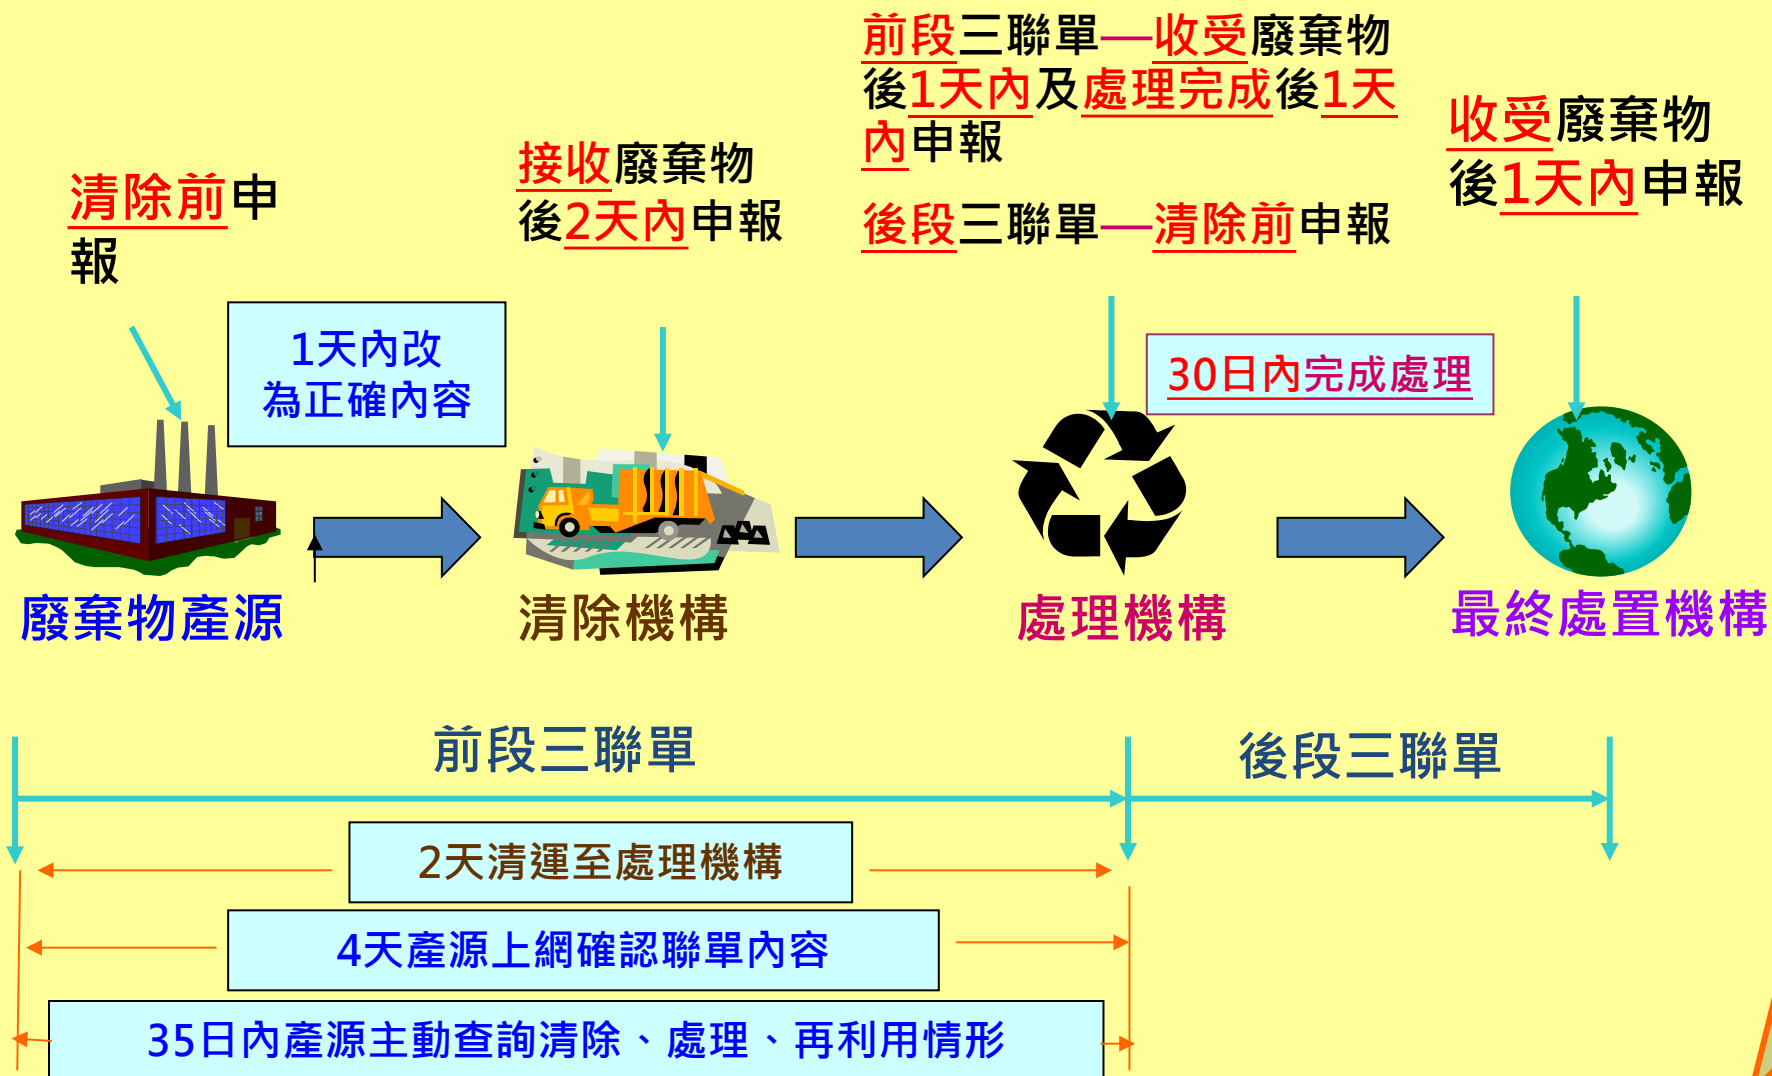 前段三聯單—收受廢棄物
後1天內及處理完成後1天
內申報
後段三聯單—清除前申報
收受廢棄物
後1天內申報
接收廢棄物
後2天內申報
清除前申
報
1天內改
為正確內容
30日內完成處理
廢棄物產源
清除機構
處理機構
最終處置機構
前段三聯單
後段三聯單
2天清運至處理機構
4天產源上網確認聯單內容
35日內產源主動查詢清除、處理、再利用情形